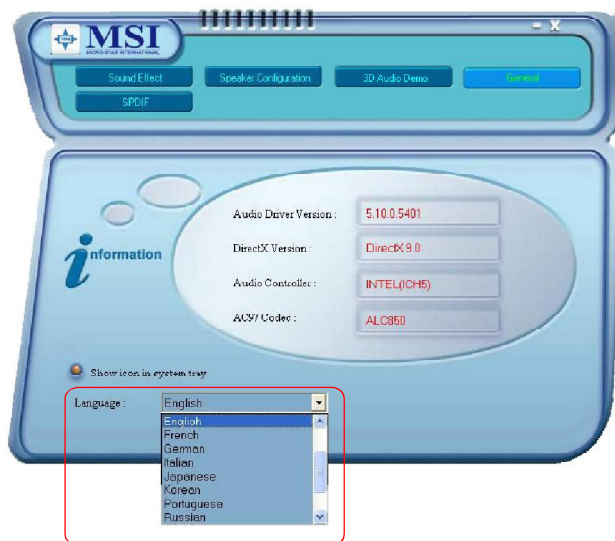 MSI
MICRO-STAR INTERNATIONAL
- X
Sound Effect
Speaker Configuration
3D Audio Demo
General
SPDIF
Information
Audio Driver Version :
5.10.0.5401
DirectX Version :
DirectX 9.0
Audio Controller :
INTEL(ICH5)
AC97 Codec :
ALC850
Show icon in system tray
Language :
English
English
French
German
Italian
Japanese
Korean
Portuguese
Russian